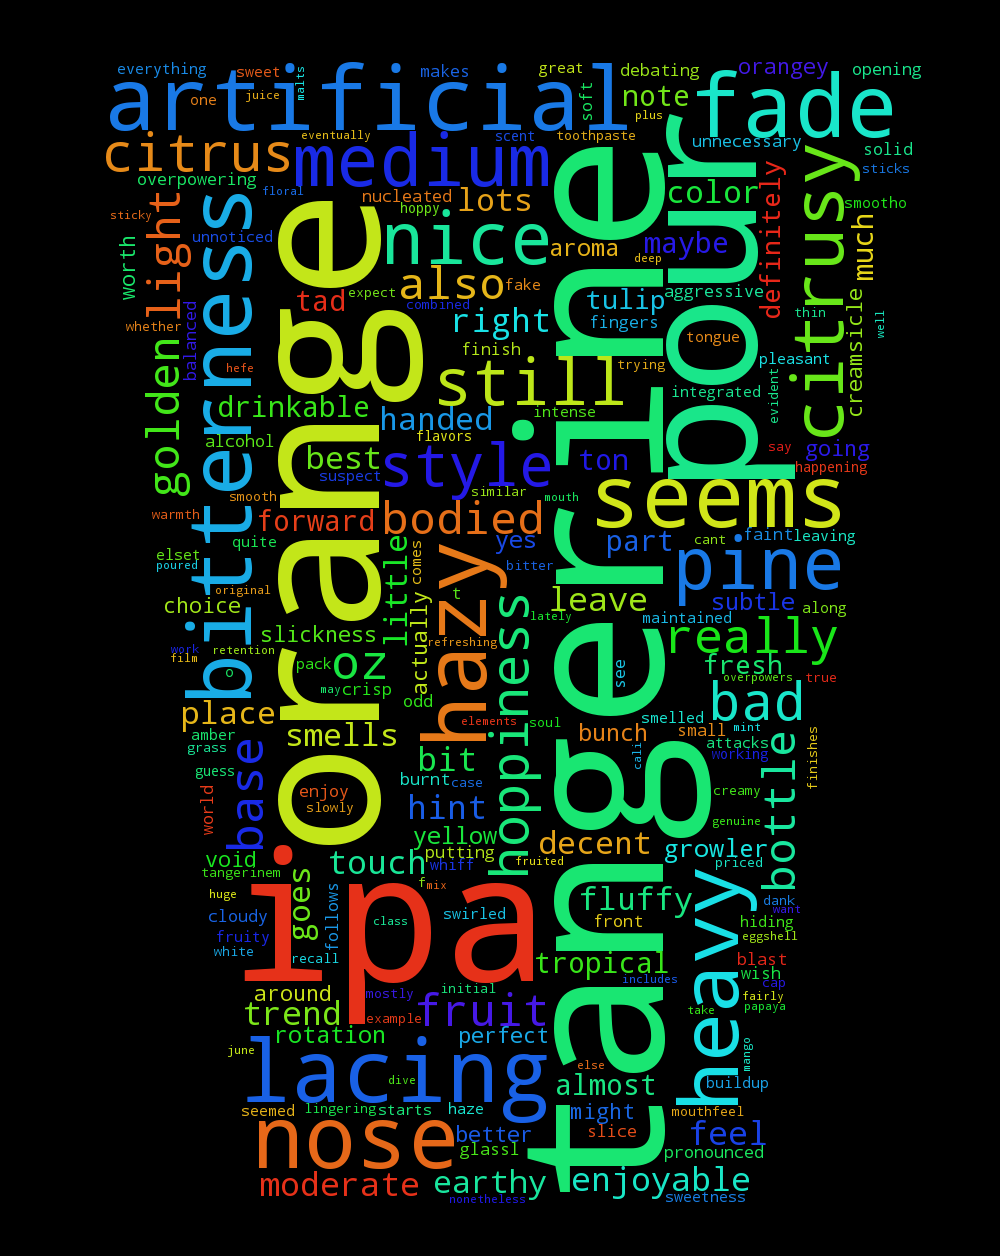 everything
sweet
malts
makes
great
debating
orangey
opening
artificial
one
juice
soft
note
fade
plus
citrus
eventually
medium
scent
toothpaste
unnecessary
solid
overpowering
floral
nucleated
lots
color
definitely
citrusy
sticks
sticky
light
bitterness
hoppy
smootho
unnoticed
orange
nice
aroma
maybe
much
worth
deep
also
fake
tad
expect
combined
tulip
aggressive
whether
balanced
right
fingers
thin
well
creamsicle
golden
finish
tongue
pleasant
hefe
still
trying
tangeriner
pour
drinkable
handed
intense
integrated
evident
alcohol
flavors
best
suspect
style
ton
say
going
happening
smooth
similar
mouth
seems
warmth
forward
bodied
quite
yes
part
cant
faint
leaving
elset
poured
little
comes
bitter
pine
original
choice
hazy
t
leave
subtle
along
actually
hoppiness
lately
maintained
slickness
refreshing
really
work
film
retention
o
pack
oz
see
fresh
overpowers
true
may
crisp
odd
bad
place
elements
soul
smelled
small
mint
amber
grass
smells
bunch
attacks
base
bit
cali
working
bottle
finishes
guess
burnt
case
world
enjoy
slowly
hint
creamy
yellow
decent
genuine
void
touch
putting
growler
tangerinem
whiff
fruited
priced
ipa
goes
follows
f
mix
heavy
dank
huge
fluffy
want
cloudy
class
swirled
front
hiding
fruity
eggshell
white
recall
tropical
blast
wish
includes
cap
around
mostly
initial
fairly
trend
example
fruit
take
papaya
rotation
perfect
june
lacing
else
mango
dive
almost
buildup
seemed
lingering
starts
haze
might
mouthfeel
nose
better
slice
feel
glassl
pronounced
moderate
earthy
enjoyable
nonetheless
sweetness